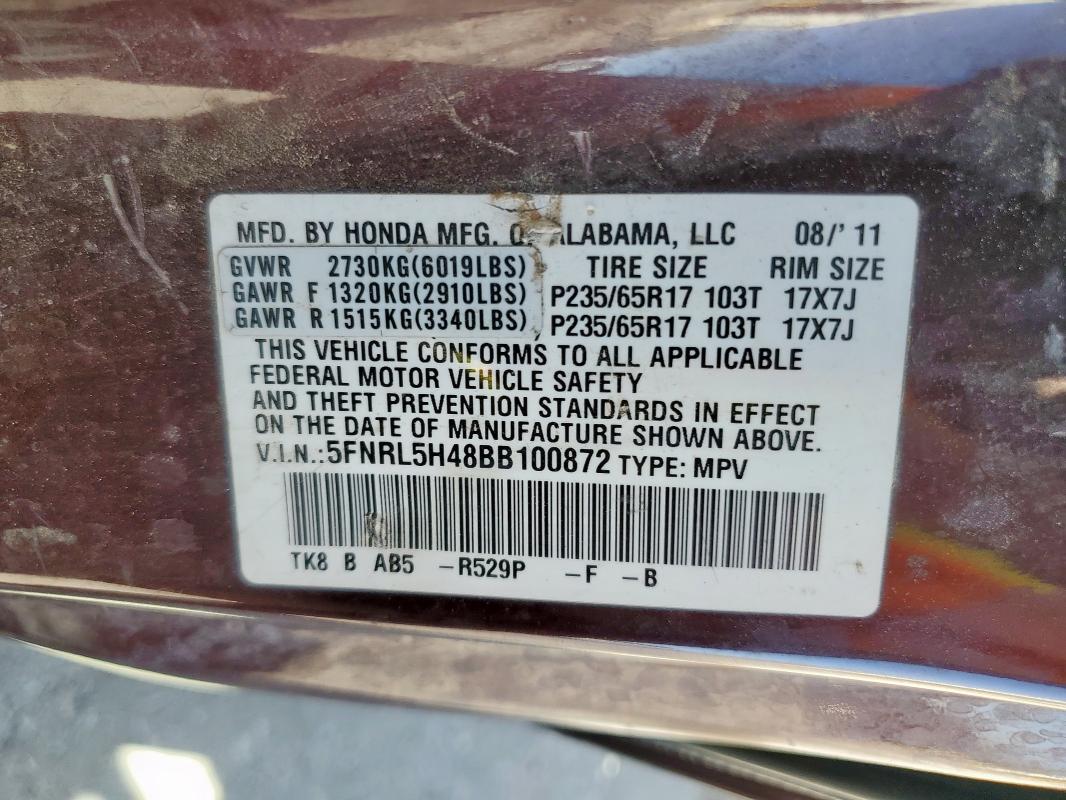 MFD. BY HONDA MFG. O ALABAMA, LLC 08/'11
GVWR 2730KG(6019LBS) TIRE SIZE RIM SIZE
GAWR F 1320KG(2910LBS) P235/65R17 103T 17X7J
GAWR R 1515KG(3340LBS) P235/65R17 103T 17X7J
THIS VEHICLE CONFORMS TO ALL APPLICABLE
FEDERAL MOTOR VEHICLE SAFETY
AND THEFT PREVENTION STANDARDS IN EFFECT
ON THE DATE OF MANUFACTURE SHOWN ABOVE.
V.I.N.:5FNRL5H48BB100872 TYPE: MPV
TK8 B AB5 -R529P -F -B